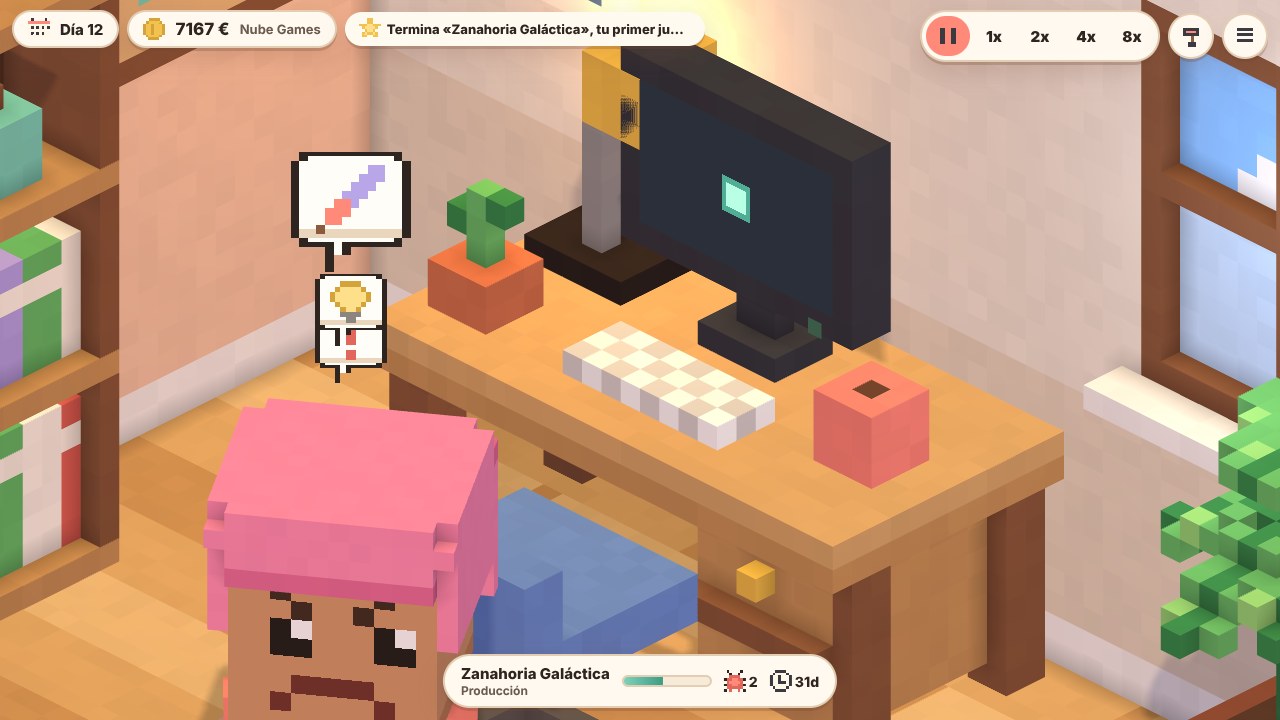 Día 12
7167 € Nube Games
Termina «Zanahoria Galáctica», tu primer ju...
1x 2x 4x 8x
Zanahoria Galáctica
Producción
2
31d